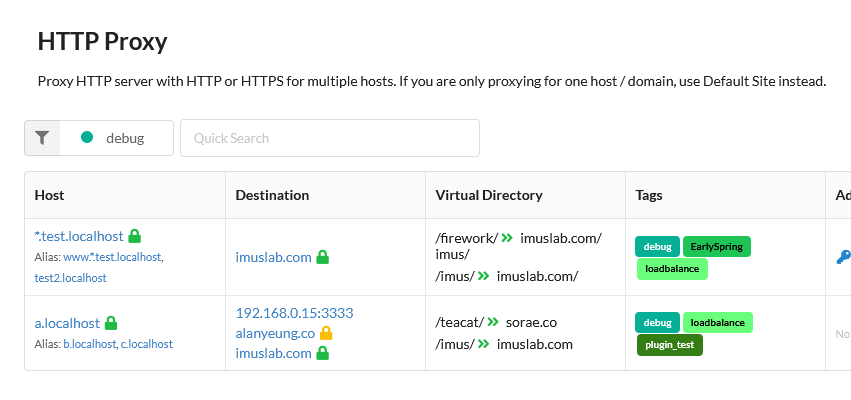 HTTP Proxy
Proxy HTTP server with HTTP or HTTPS for multiple hosts. If you are only proxying for one host / domain, use Default Site instead.
debug
Quick Search
Host Destination Virtual Directory Tags Ad
*.test.localhost
Alias: www.*.test.localhost,
test2.localhost
imuslab.com
/firework/ imuslab.com/
imus/
/imus/ imuslab.com/
debug EarlySpring
loadbalance
a.localhost
Alias: b.localhost, c.localhost
192.168.0.15:3333
alanyeung.co
imuslab.com
/teacat/ sorae.co
/imus/ imuslab.com
debug loadbalance
plugin_test
No